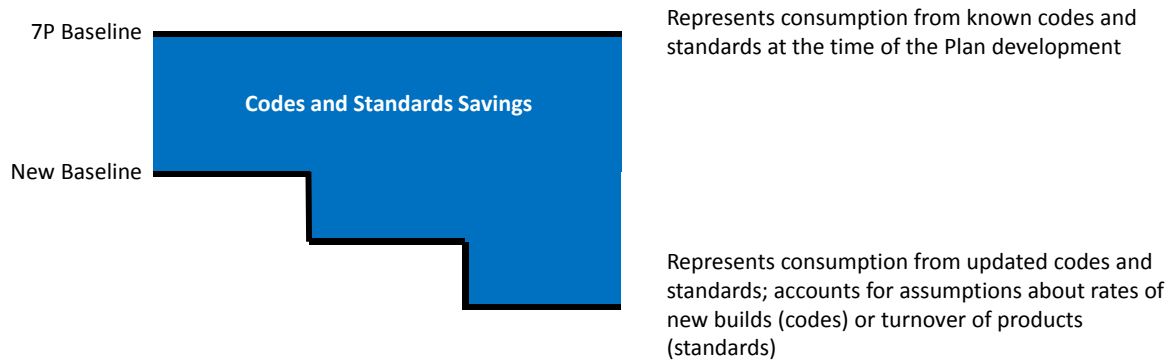 7P Baseline
Represents consumption from known codes and
standards at the time of the Plan development
Codes and Standards Savings
New Baseline
Represents consumption from updated codes and
standards; accounts for assumptions about rates of
new builds (codes) or turnover of products
(standards)